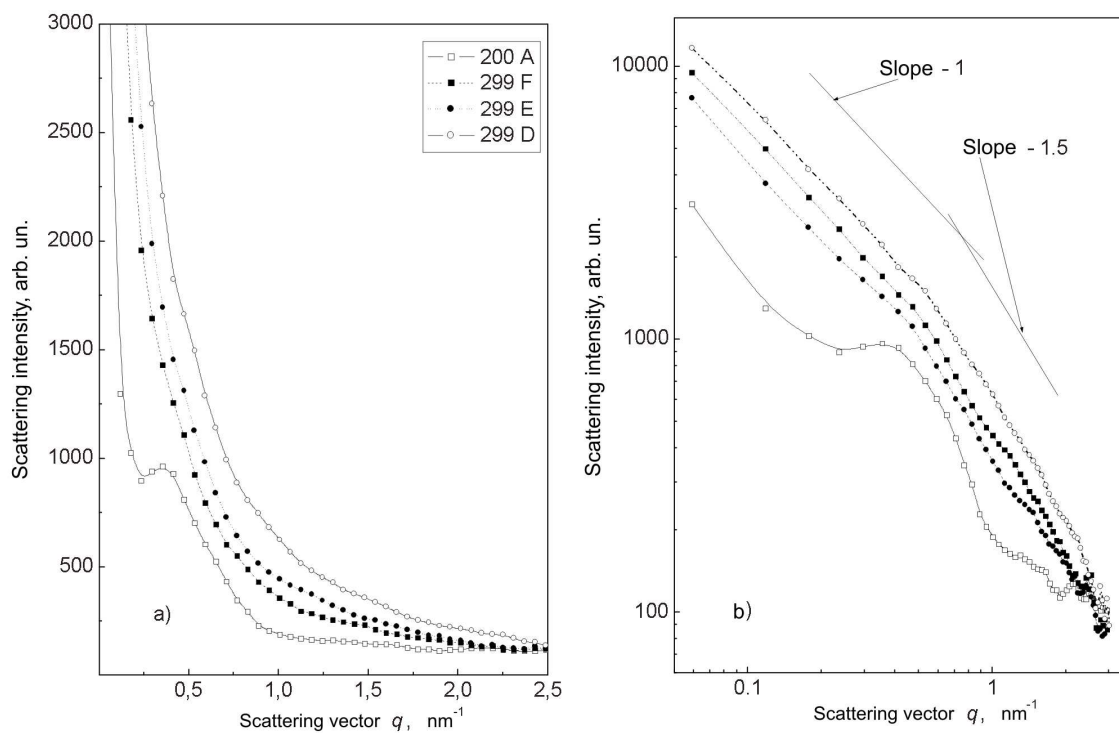 3000
2500
2000
1500
1000
500
Scattering intensity, arb. un.
200 A
299 F
299 E
299 D
a)
0,5 1,0 1,5 2,0 2,5
Scattering vector q , nm⁻¹
10000
1000
100
Scattering intensity, arb. un.
Slope - 1
Slope - 1.5
b)
0.1 1
Scattering vector q , nm⁻¹